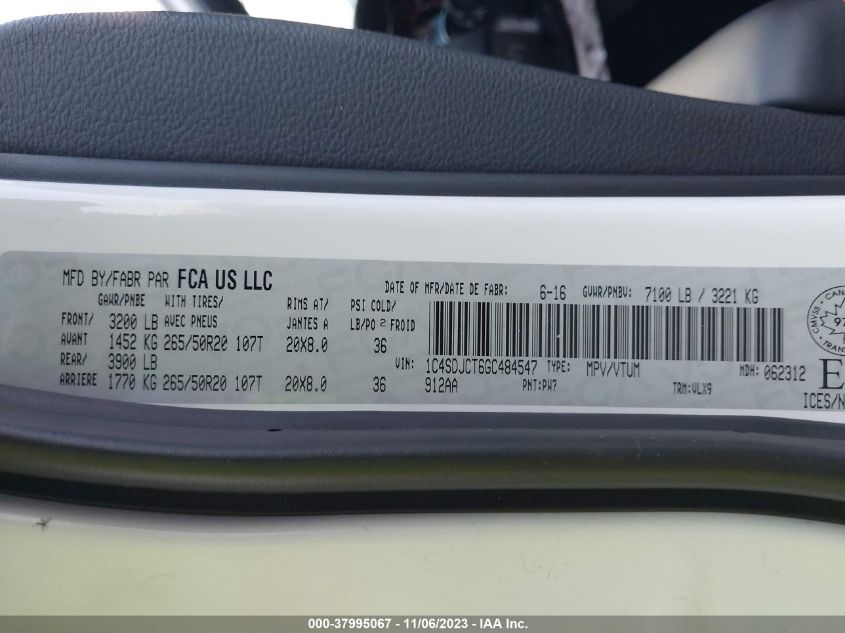 MFD BY/FABR PAR FCA US LLC
DATE OF MFR/DATE DE FABR: 6-16 GVWR/PNBV: 7100 LB / 3221 KG
GAWR/PNBE WITH TIRES/ RIMS AT/ PSI COLD/
FRONT/ 3200 LB AVEC PNEUS JANTES A LB/PO2 FROID
AVANT 1452 KG 265/50R20 107T 20X8.0 36
REAR/ 3900 LB
ARRIERE 1770 KG 265/50R20 107T 20X8.0 36
VIN: 1C4SDJCT6GC484547 TYPE: MPV/VTUM MDH: 062312
912AA PNT: PW7 TRM: VLX9
CMVSS
97
TRAN
E
ICES/N
000-37995067 - 11/06/2023 - IAA Inc.